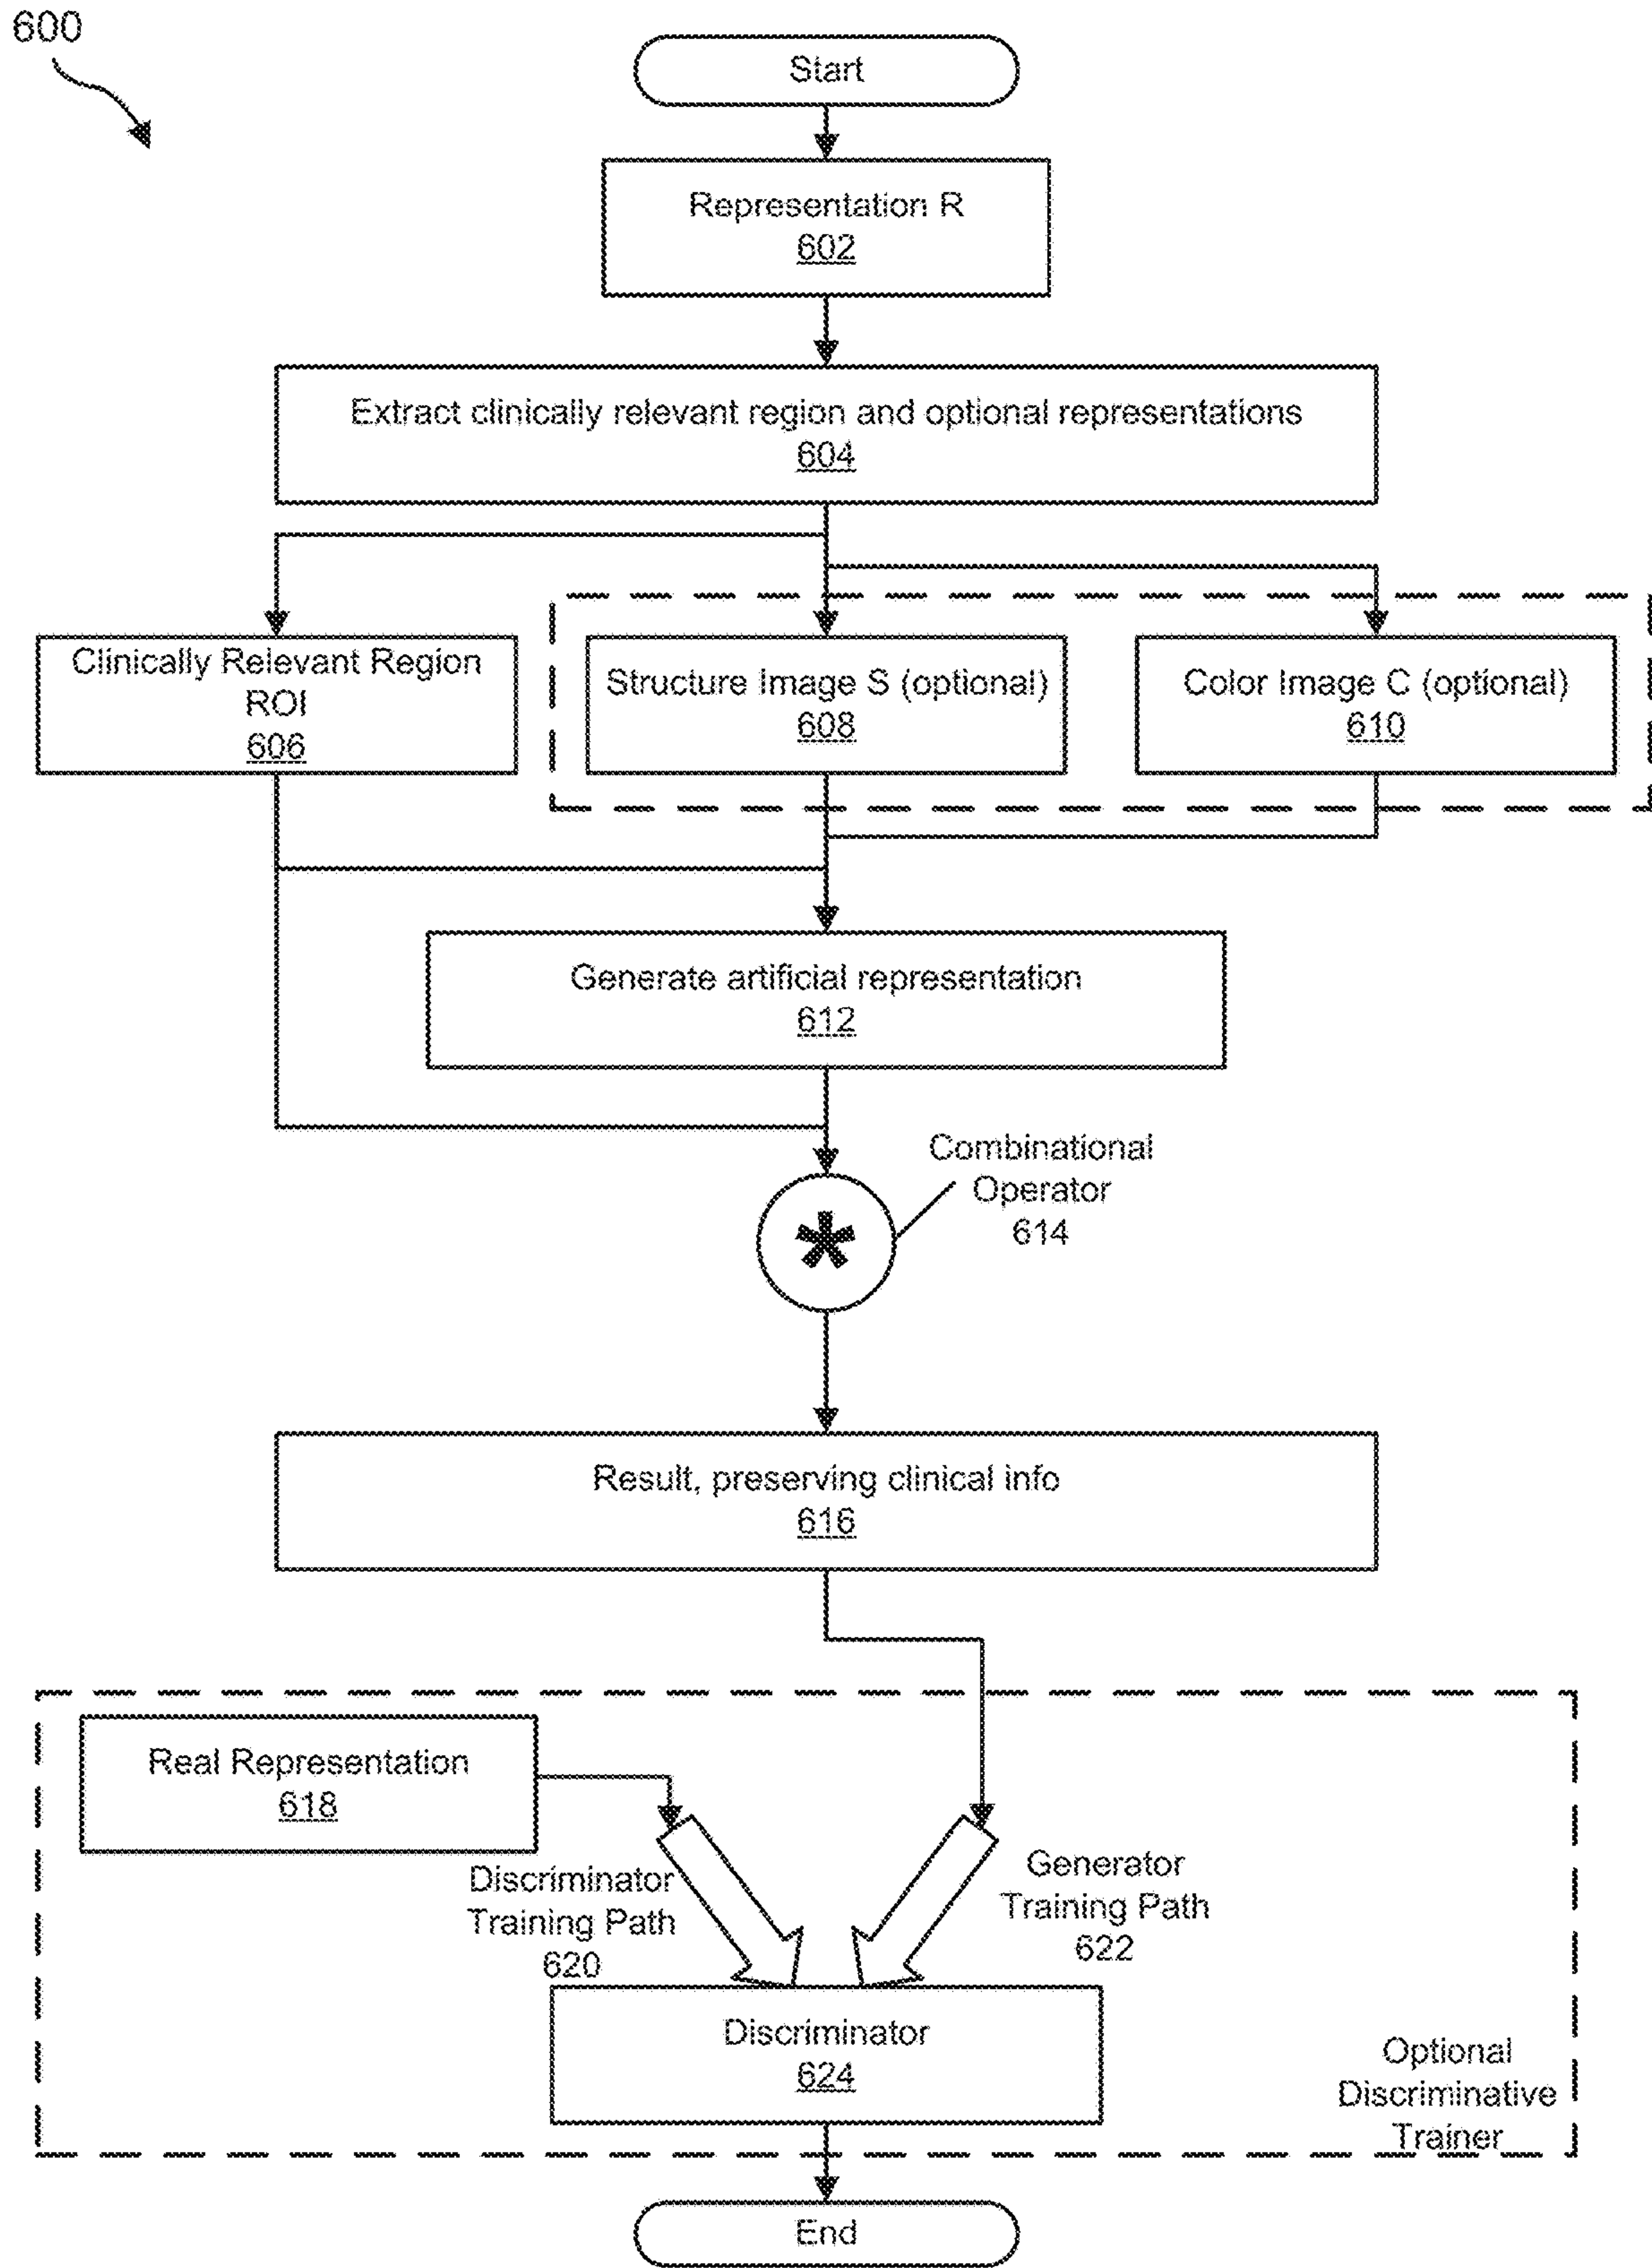 600
Start
Representation R
602
Extract clinically relevant region and optional representations
604
Clinically Relevant Region
ROI
606
Structure Image S (optional)
608
Color Image C (optional)
610
Generate artificial representation
612
Combinational
Operator
614
*
Result, preserving clinical info
616
Real Representation
618
Discriminator
Training Path
620
Generator
Training Path
622
Discriminator
624
Optional
Discriminative
Trainer
End